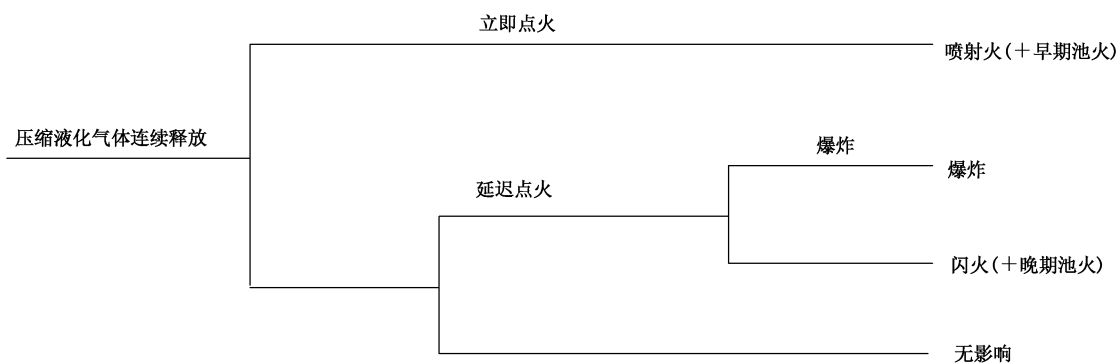 立即点火
喷射火(＋早期池火)
压缩液化气体连续释放
爆炸
爆炸
延迟点火
闪火(＋晚期池火)
无影响